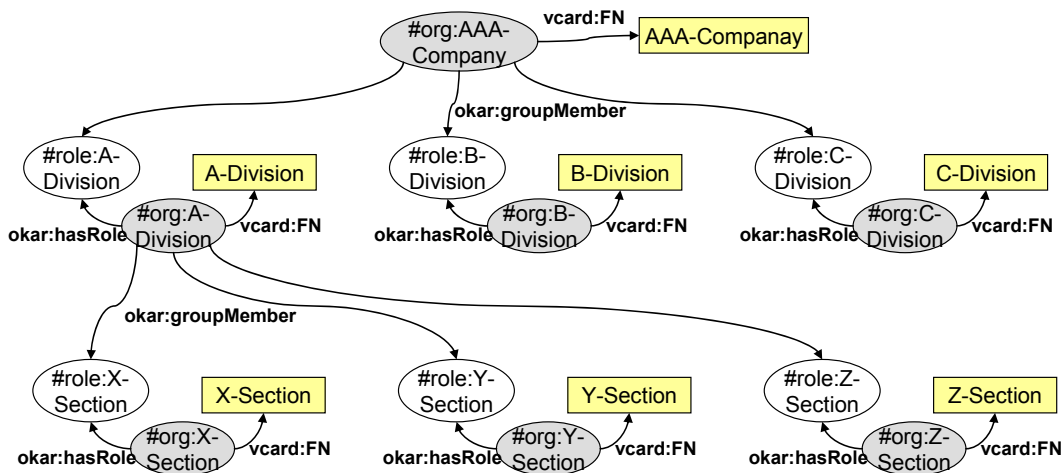 vcard:FN
#org:AAA-
Company
AAA-Companay
okar:groupMember
#role:A-
Division
A-Division
#org:A-
Division
okar:hasRole
vcard:FN
#role:B-
Division
B-Division
#org:B-
Division
okar:hasRole
vcard:FN
#role:C-
Division
C-Division
#org:C-
Division
okar:hasRole
vcard:FN
okar:groupMember
#role:X-
Section
X-Section
#org:X-
Section
okar:hasRole
vcard:FN
#role:Y-
Section
Y-Section
#org:Y-
Section
okar:hasRole
vcard:FN
#role:Z-
Section
Z-Section
#org:Z-
Section
okar:hasRole
vcard:FN